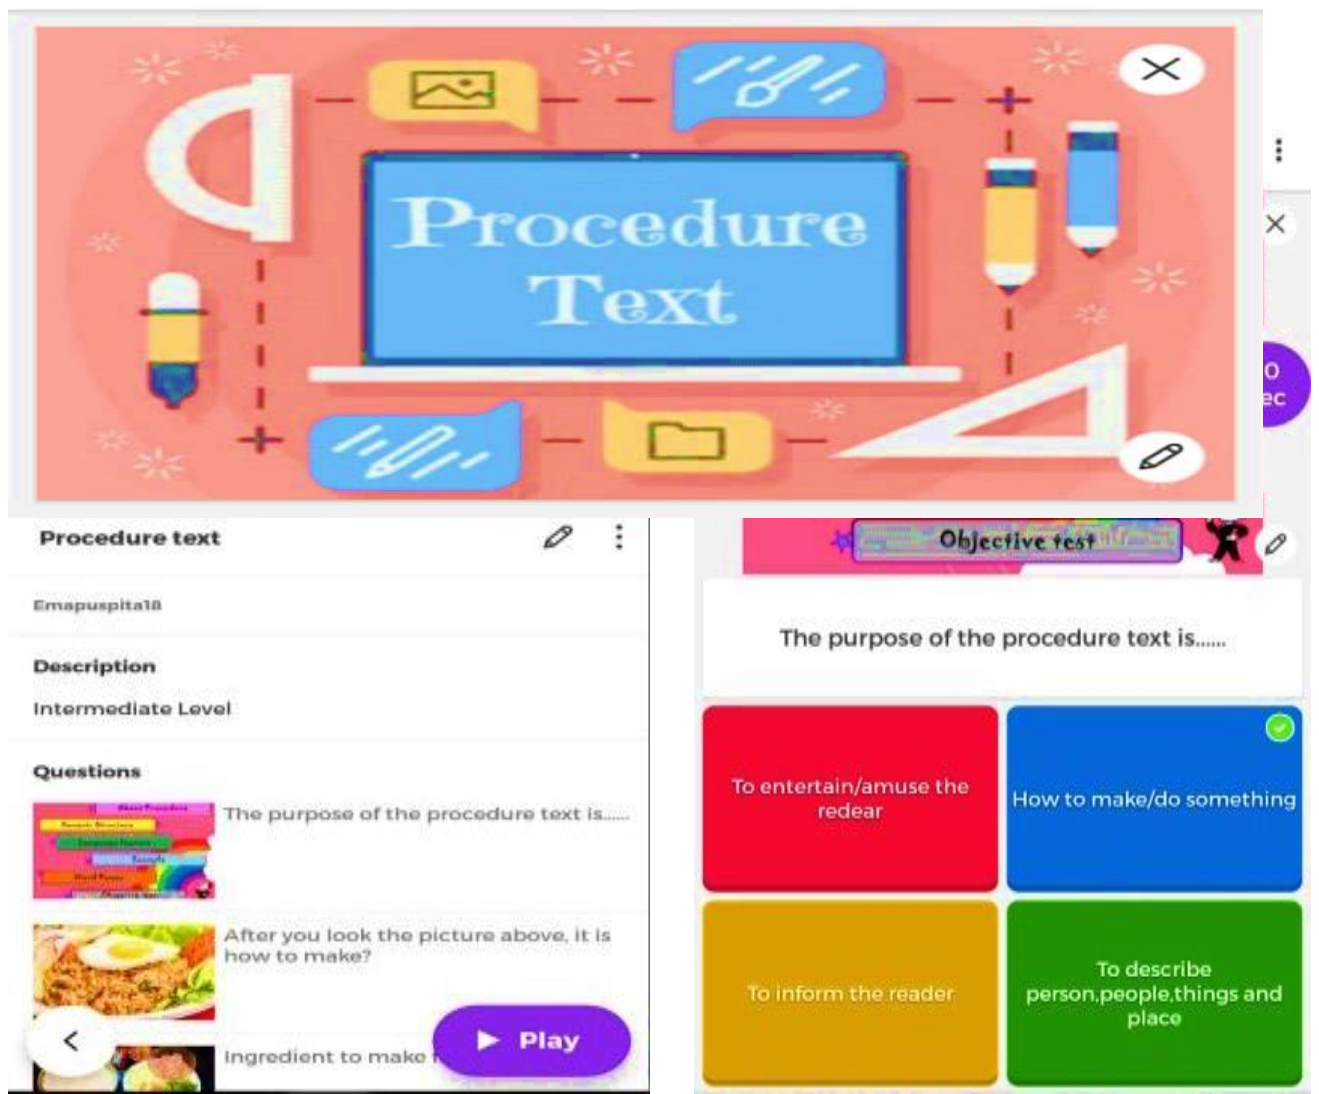 Procedure
Text
0
ec
Procedure text
Emapuspita18
Description
Intermediate Level
Questions
The purpose of the procedure text is......
After you look the picture above, it is
how to make?
Ingredient to make
Play
Objective test
The purpose of the procedure text is......
To entertain/amuse the
redear
How to make/do something
To inform the reader
To describe
person,people,things and
place